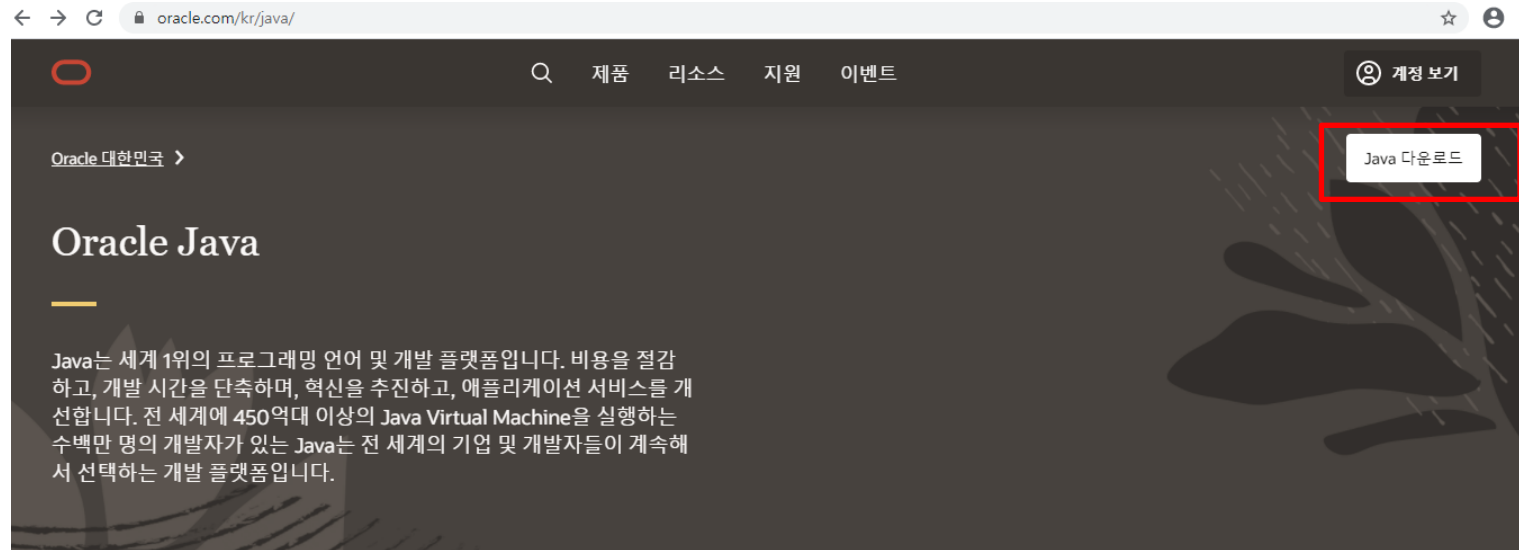 oracle.com/kr/java/
제품 리소스 지원 이벤트 계정 보기
Oracle 대한민국
Java 다운로드
Oracle Java
Java는 세계 1위의 프로그래밍 언어 및 개발 플랫폼입니다. 비용을 절감
하고, 개발 시간을 단축하며, 혁신을 추진하고, 애플리케이션 서비스를 개
선합니다. 전 세계에 450억대 이상의 Java Virtual Machine을 실행하는
수백만 명의 개발자가 있는 Java는 전 세계의 기업 및 개발자들이 계속해
서 선택하는 개발 플랫폼입니다.